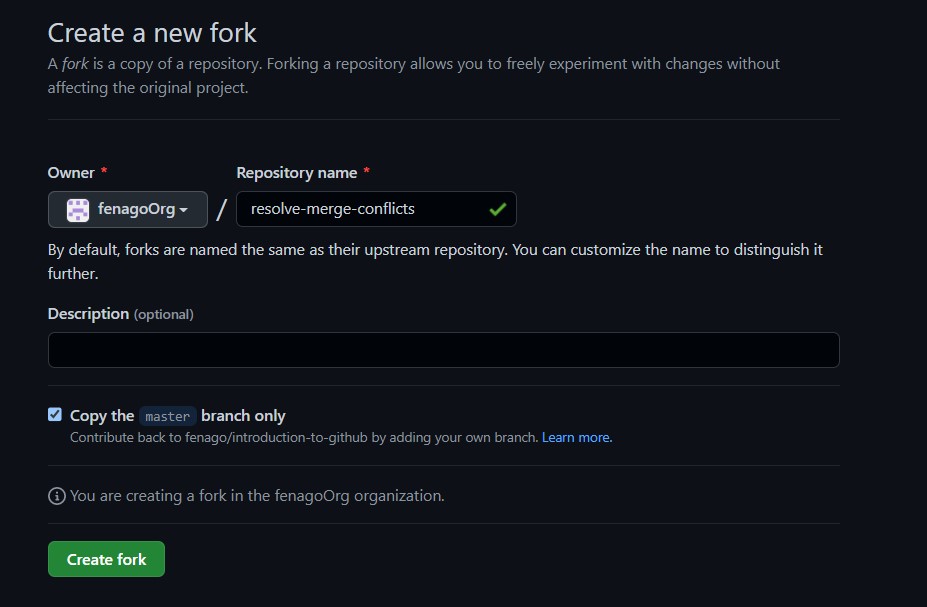 Create a new fork
A fork is a copy of a repository. Forking a repository allows you to freely experiment with changes without
affecting the original project.
Owner * Repository name *
fenagoOrg / resolve-merge-conflicts
By default, forks are named the same as their upstream repository. You can customize the name to distinguish it
further.
Description (optional)
Copy the master branch only
Contribute back to fenago/introduction-to-github by adding your own branch. Learn more.
You are creating a fork in the fenagoOrg organization.
Create fork